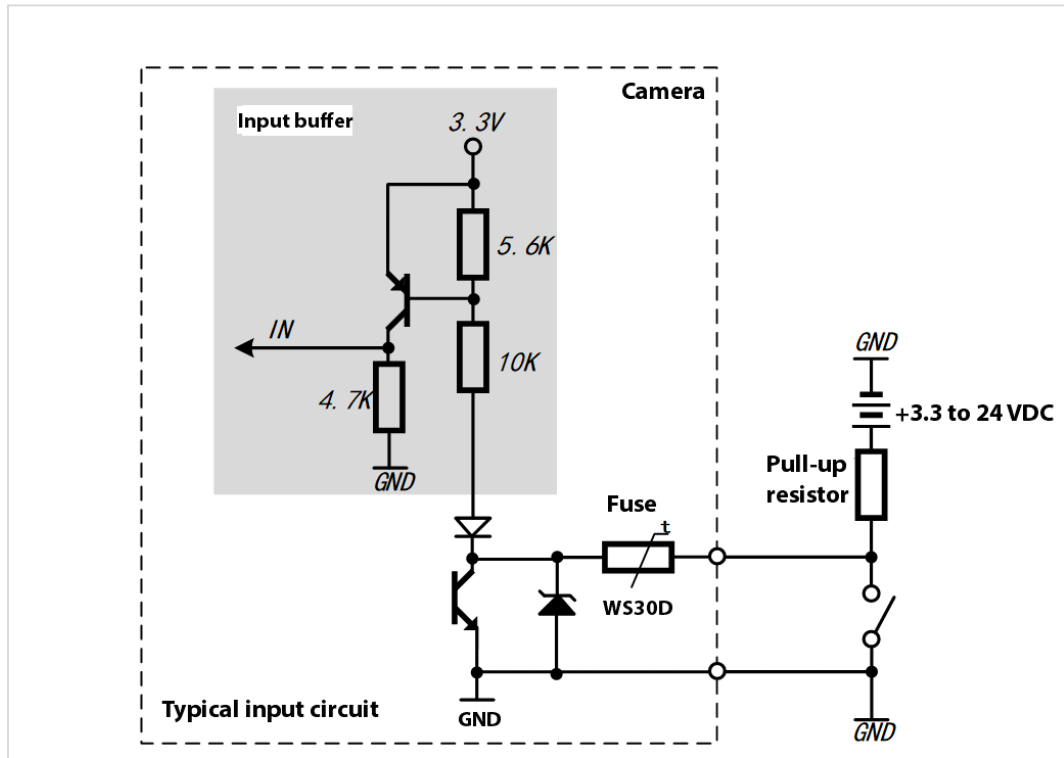 Camera
Input buffer
3. 3V
5. 6K
IN
10K
4. 7K
GND
GND
+3.3 to 24 VDC
Pull-up
resistor
Fuse
t
WS30D
Typical input circuit
GND
GND